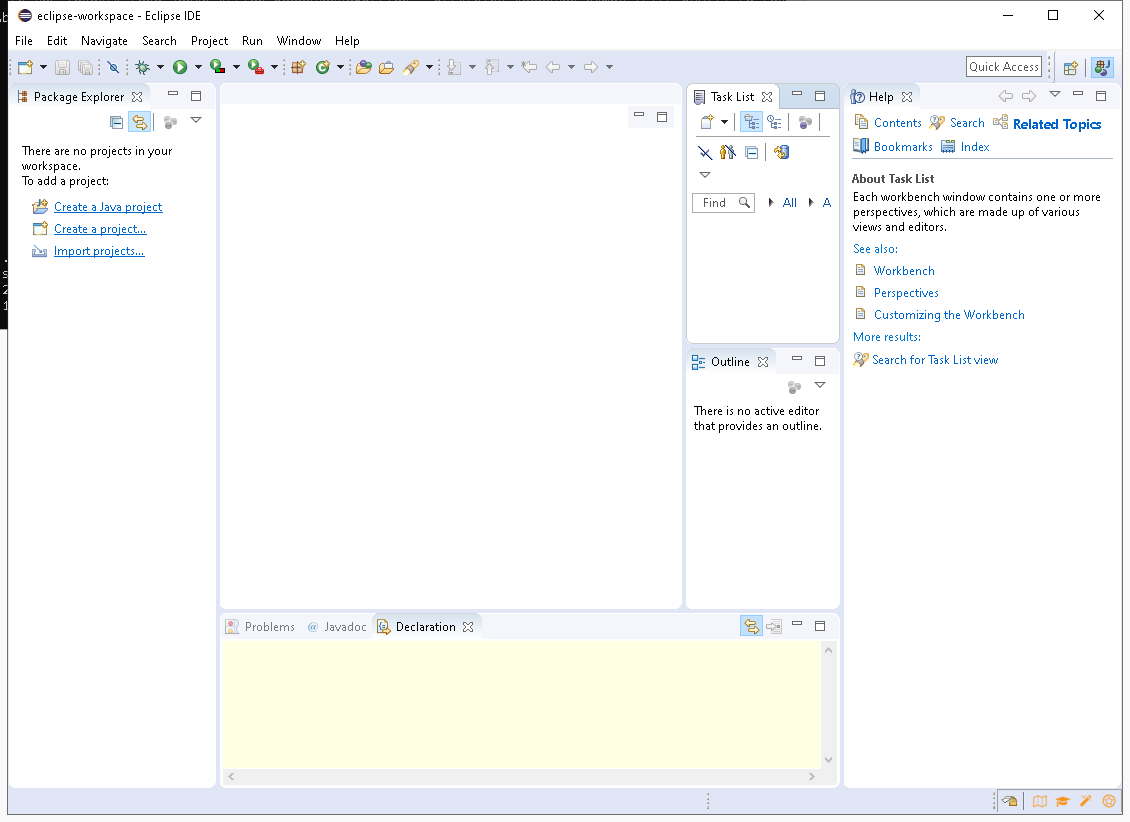 eclipse-workspace - Eclipse IDE
File Edit Navigate Search Project Run Window Help
Quick Access
Package Explorer
There are no projects in your
workspace.
To add a project:
Create a Java project
Create a project...
Import projects...
Task List
Find All A
Outline
There is no active editor
that provides an outline.
Problems @ Javadoc Declaration
Help
Contents Search Related Topics
Bookmarks Index
About Task List
Each workbench window contains one or more
perspectives, which are made up of various
views and editors.
See also:
Workbench
Perspectives
Customizing the Workbench
More results:
Search for Task List view